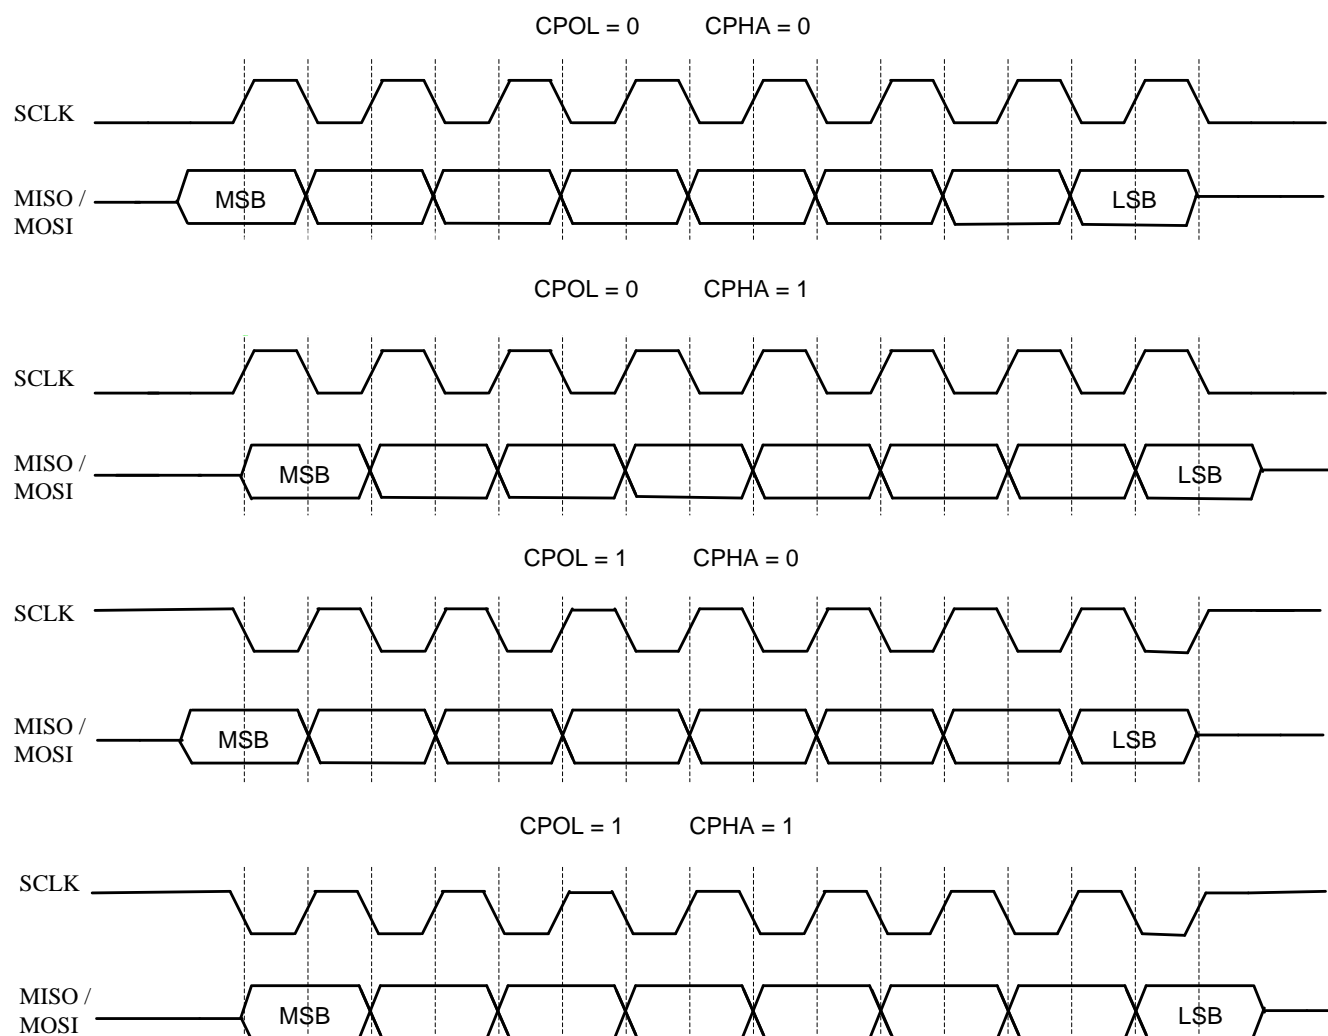 CPOL = 0 CPHA = 0
SCLK
MISO /
MOSI
MSB
LSB
CPOL = 0 CPHA = 1
SCLK
MISO /
MOSI
MSB
LSB
CPOL = 1 CPHA = 0
SCLK
MISO /
MOSI
MSB
LSB
CPOL = 1 CPHA = 1
SCLK
MISO /
MOSI
MSB
LSB